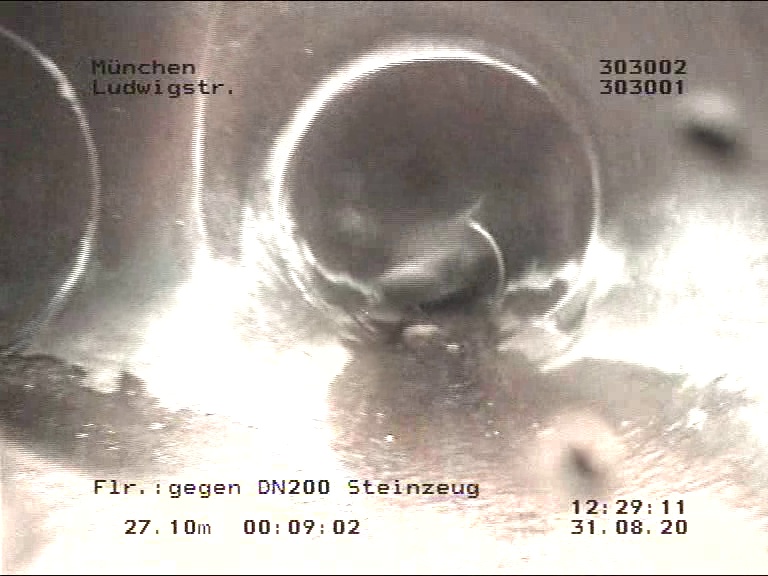 München 303002
Ludwigstr. 303001
Flr.:gegen DN200 Steinzeug
12:29:11
27.10m 00:09:02 31.08.20